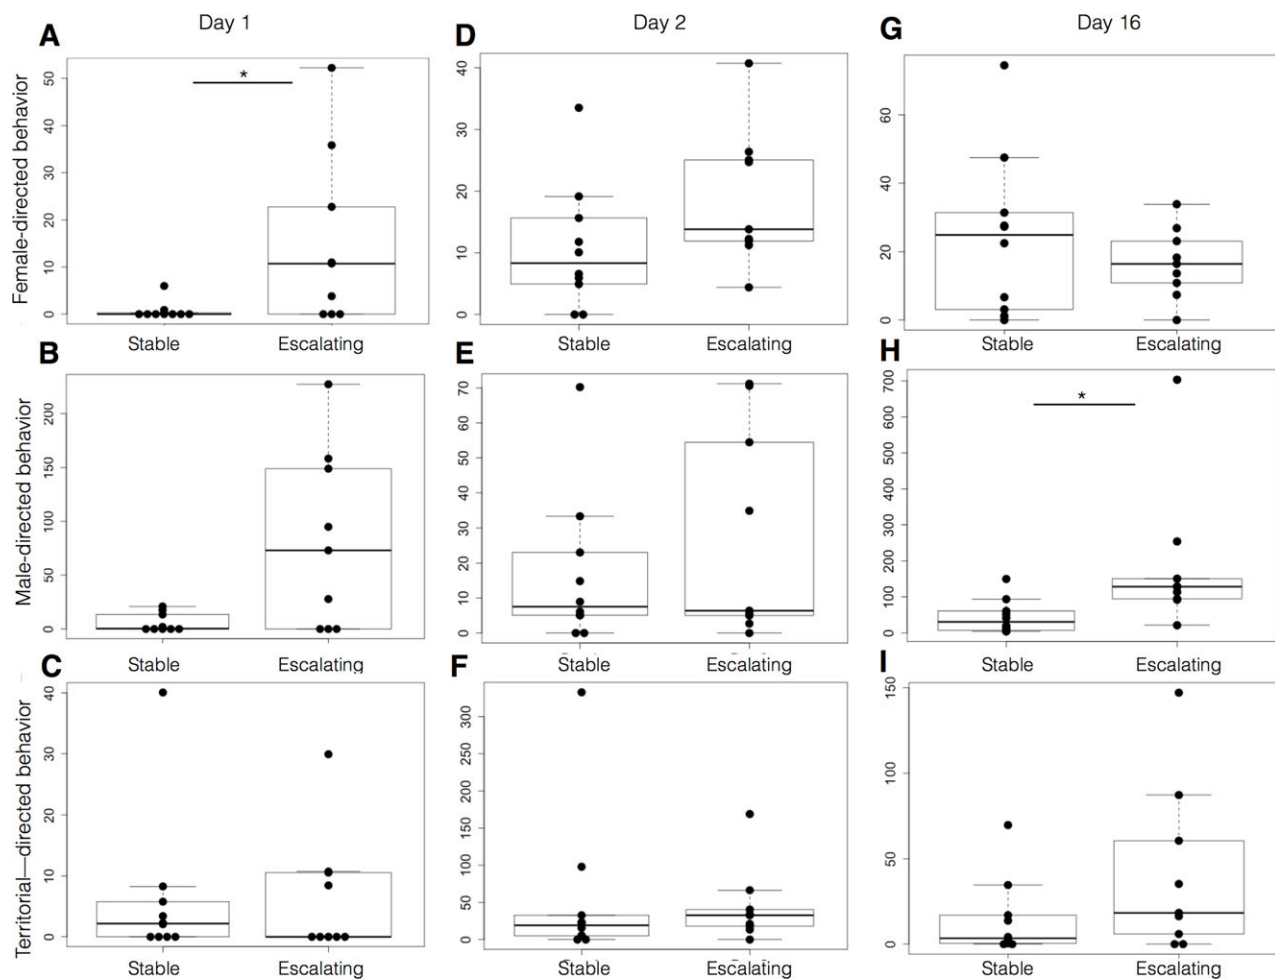 Day 1
Day 2
Day 16
A
D
G
Female-directed behavior
50
40
30
20
10
0
*
Stable
Escalating
40
30
20
10
0
Stable
Escalating
60
40
20
0
Stable
Escalating
B
E
H
Male-directed behavior
200
150
100
50
0
Stable
Escalating
70
60
50
40
30
20
10
0
Stable
Escalating
700
600
500
400
300
200
100
0
*
Stable
Escalating
C
F
I
Territorial—directed behavior
40
30
20
10
0
Stable
Escalating
300
250
200
150
100
50
0
Stable
Escalating
150
100
50
0
Stable
Escalating